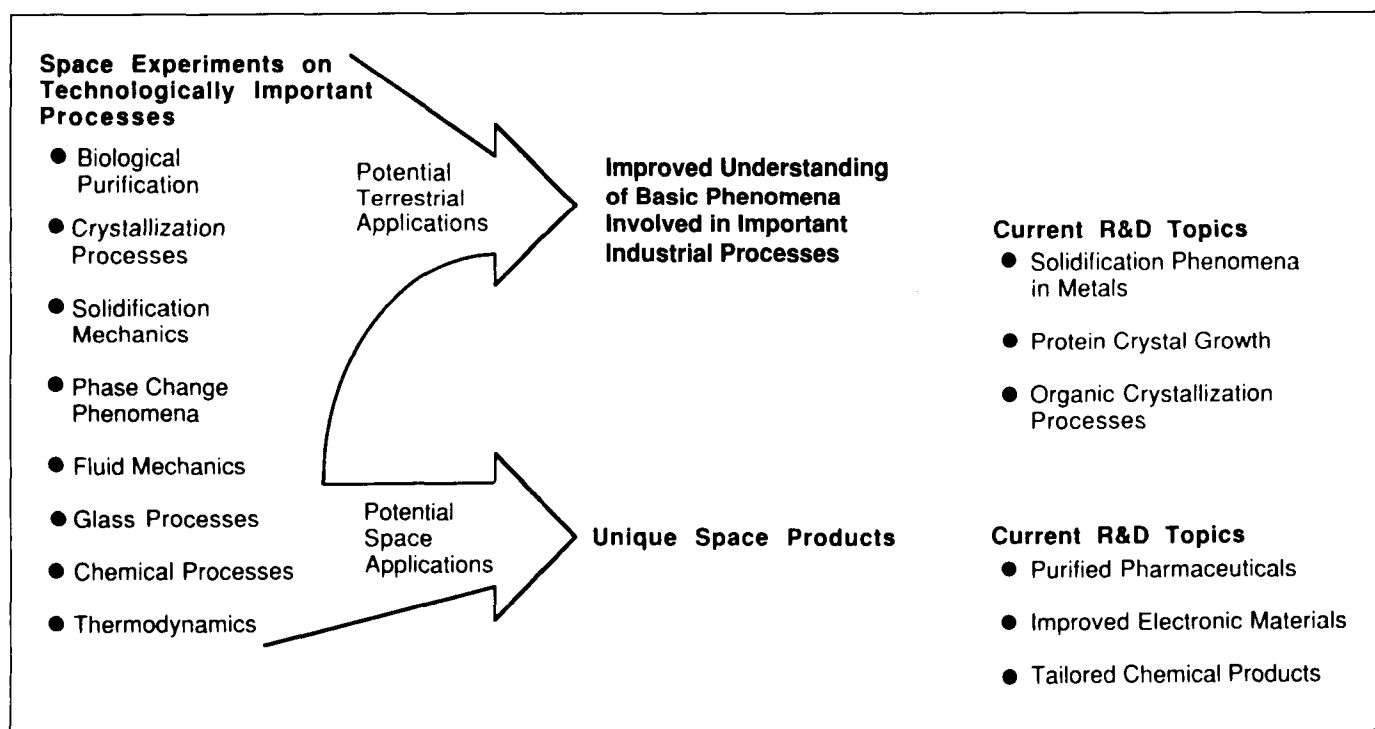 Space Experiments on
Technologically Important
Processes
● Biological
Purification
● Crystallization
Processes
● Solidification
Mechanics
● Phase Change
Phenomena
● Fluid Mechanics
● Glass Processes
● Chemical Processes
● Thermodynamics
Potential
Terrestrial
Applications
Improved Understanding
of Basic Phenomena
Involved in Important
Industrial Processes
Current R&D Topics
● Solidification Phenomena
in Metals
● Protein Crystal Growth
● Organic Crystallization
Processes
Potential
Space
Applications
Unique Space Products
Current R&D Topics
● Purified Pharmaceuticals
● Improved Electronic Materials
● Tailored Chemical Products